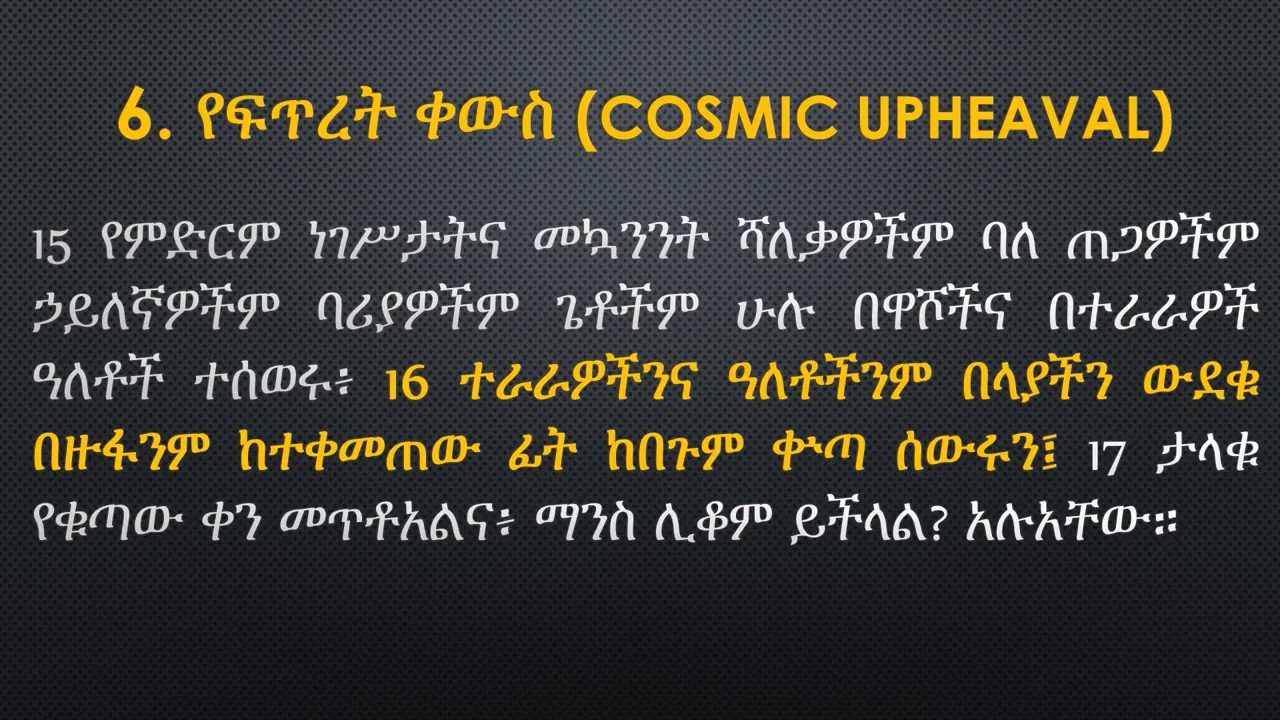 6. የፍጥረት ቀውስ (COSMIC UPHEAVAL)
15 የምድርም ነገሥታትና መኳንንት ሻለቃዎችም ባለ ጠጋዎችም
ኃይለኛዎችም ባሪያዎችም ጌቶችም ሁሉ በዋሾችና በተራራዎች
ዓለቶች ተሰወሩ፥ 16 ተራራዎችንና ዓለቶችንም በላያችን ውደቁ
በዙፋንም ከተቀመጠው ፊት ከበጉም ቍጣ ሰውሩን፤ 17 ታላቁ
የቁጣው ቀን መጥቶአልና፥ ማንስ ሊቆም ይችላል? አሉአቸው።